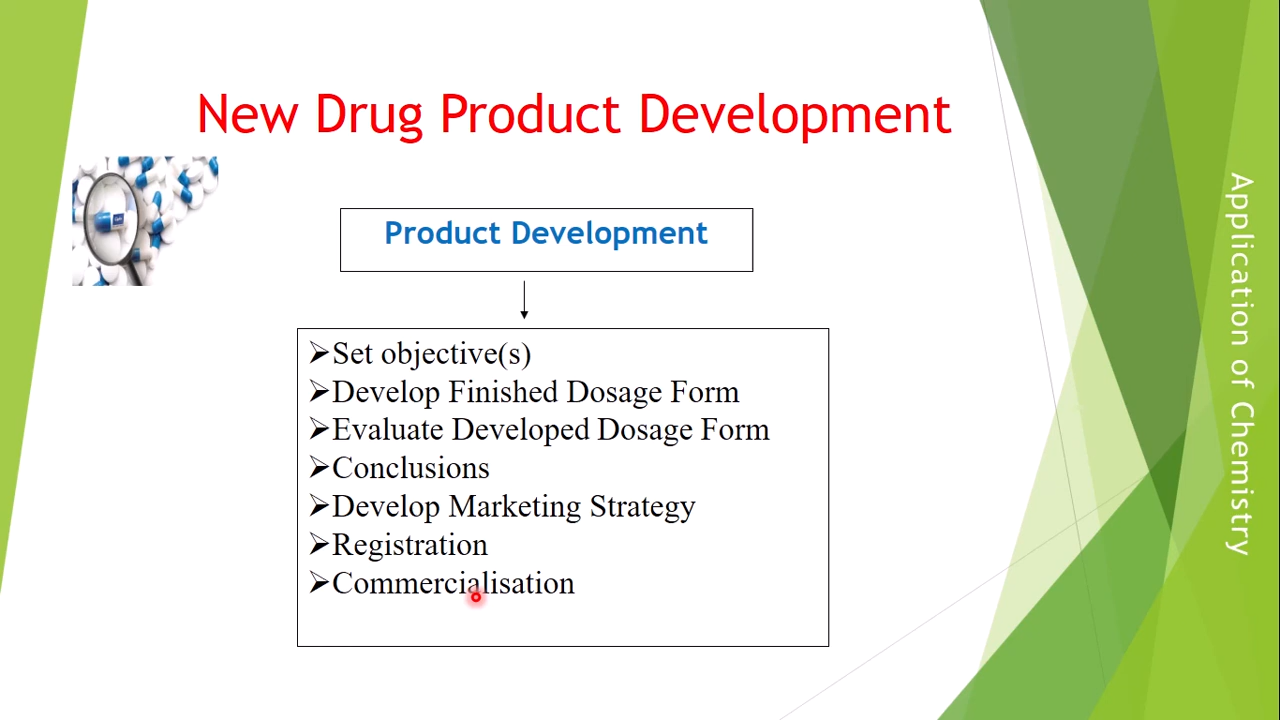 New Drug Product Development
Product Development
➢Set objective(s)
➢Develop Finished Dosage Form
➢Evaluate Developed Dosage Form
➢Conclusions
➢Develop Marketing Strategy
➢Registration
➢Commercialisation
Application of Chemistry